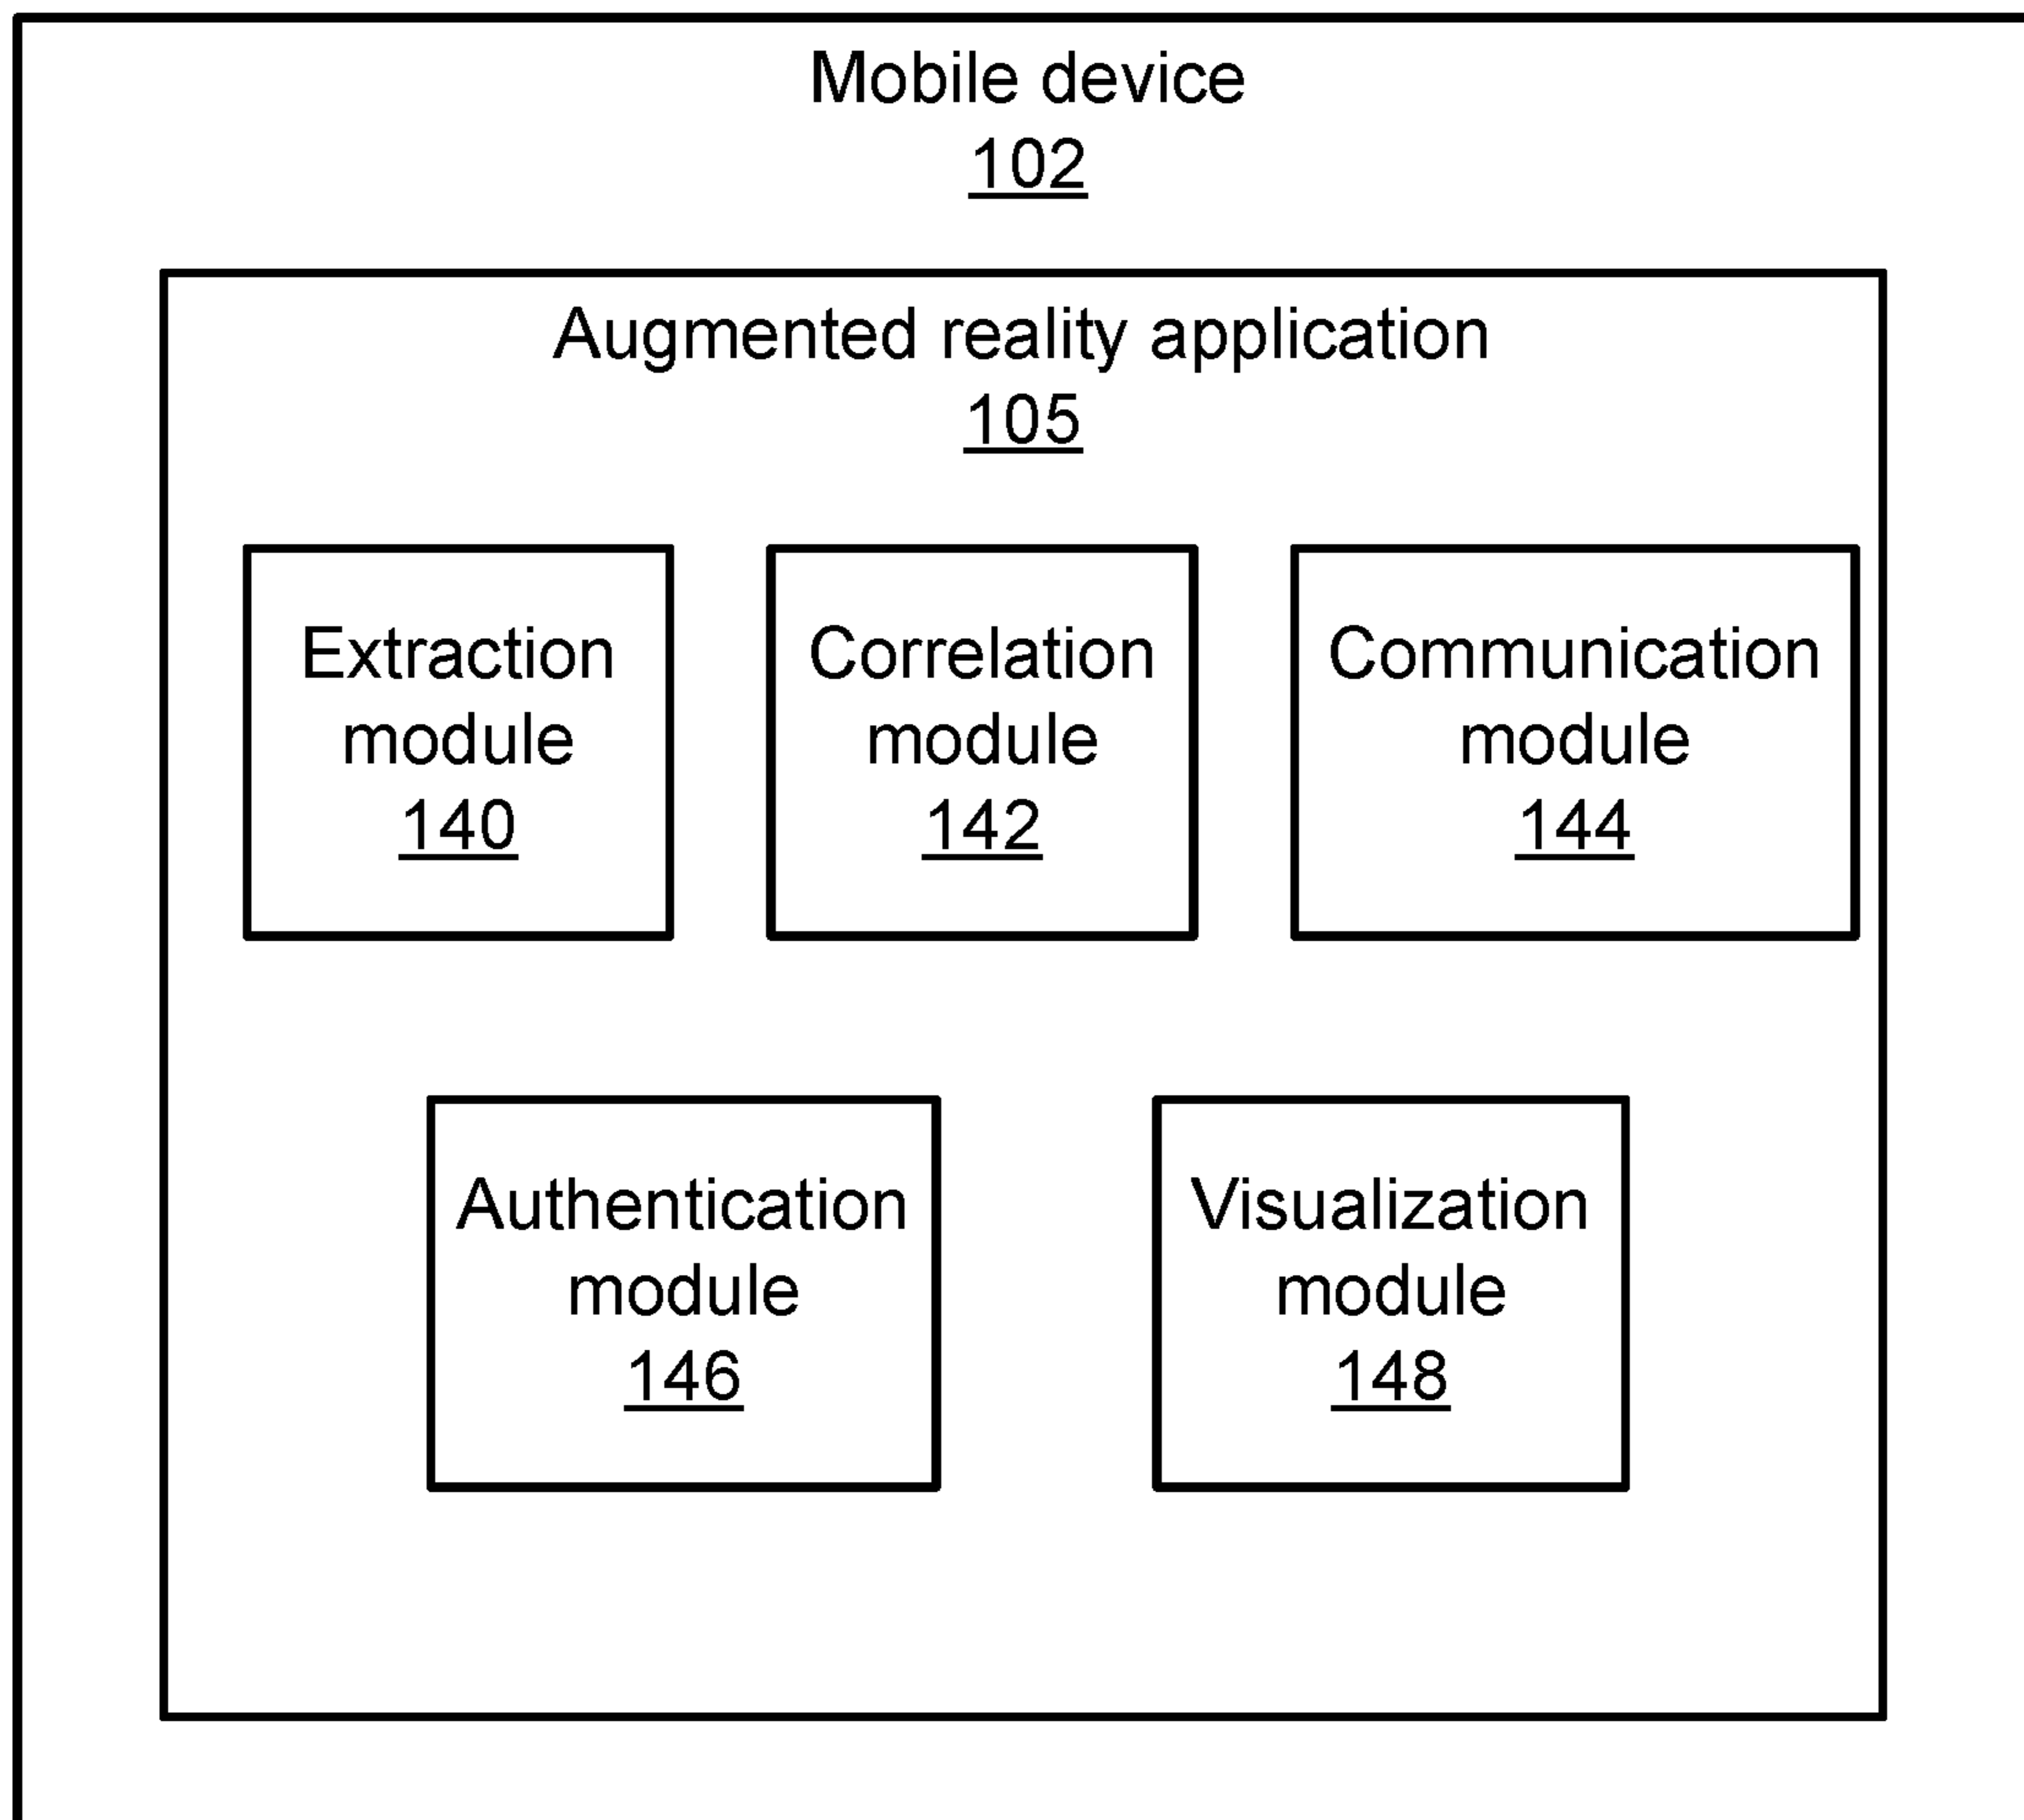 Mobile device
102
Augmented reality application
105
Extraction
module
140
Correlation
module
142
Communication
module
144
Authentication
module
146
Visualization
module
148